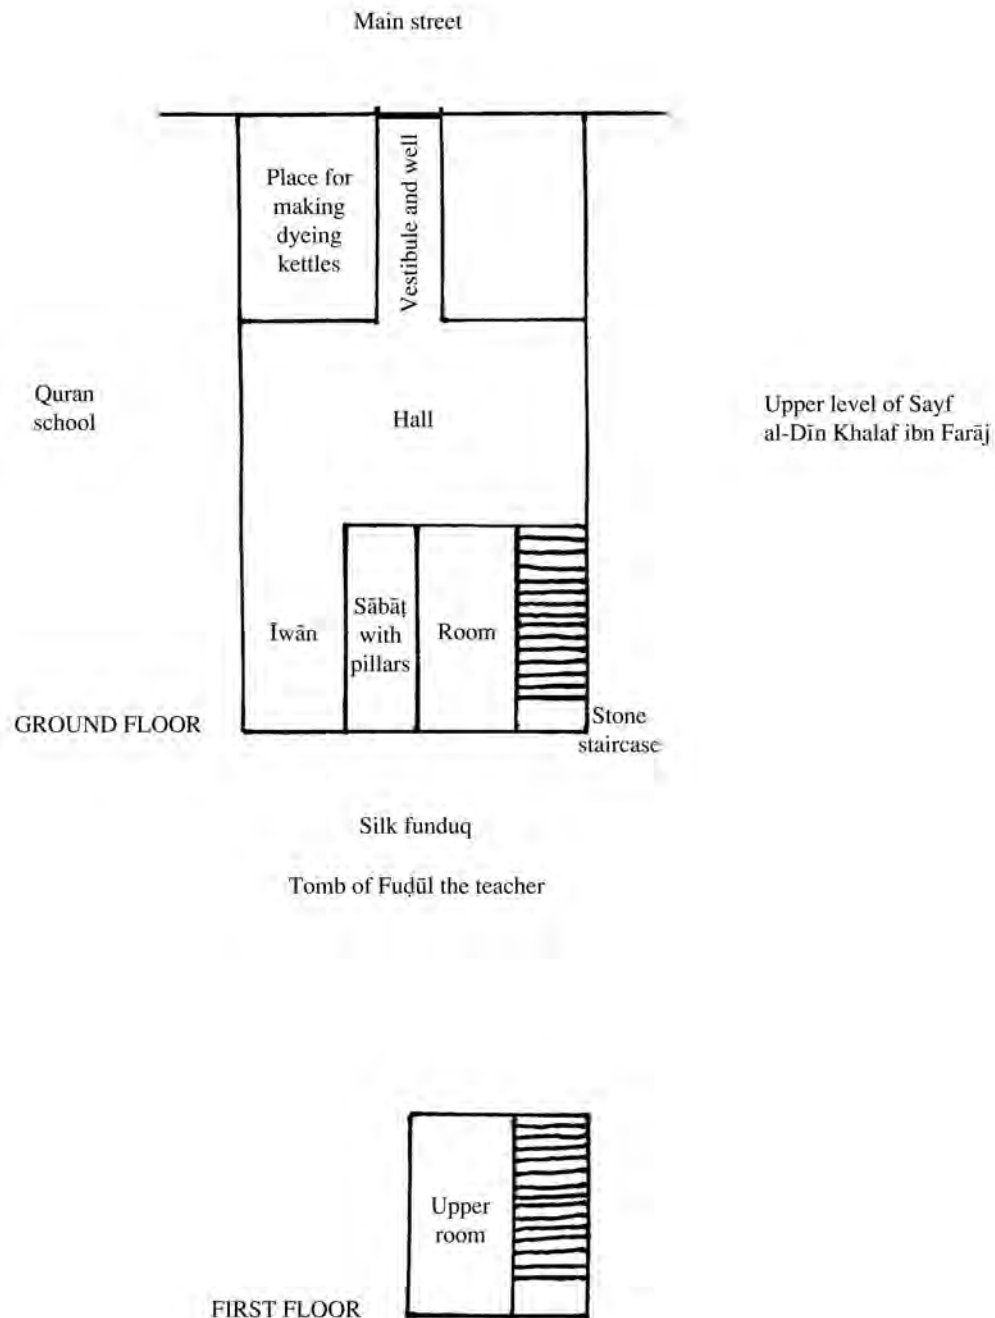 Main street
Place for
making
dyeing
kettles
Vestibule and well
Quran
school
Hall
Upper level of Sayf
al-Dīn Khalaf ibn Farāj
Īwān
Sābāṭ
with
pillars
Room
GROUND FLOOR
Stone
staircase
Silk funduq
Tomb of Fuḍūl the teacher
Upper
room
FIRST FLOOR